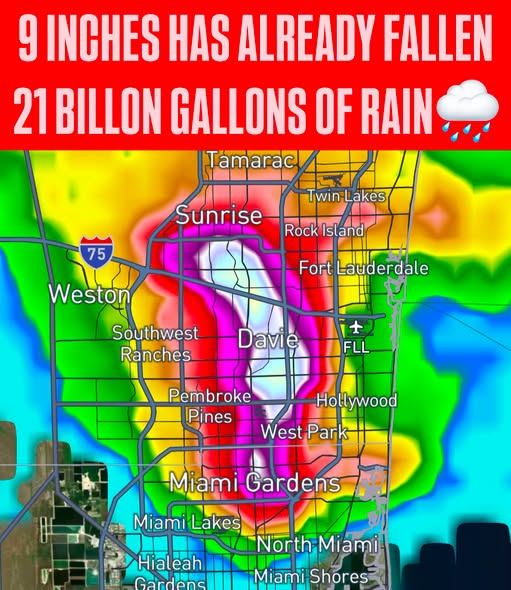 9 INCHES HAS ALREADY FALLEN
21 BILLON GALLONS OF RAIN
Tamarac
Twin Lakes
Sunrise
Rock Island
75
Fort Lauderdale
Weston
Southwest
Ranches
Davie
FLL
Pembroke
Pines
Hollywood
West Park
Miami Gardens
Miami Lakes
North Miami
Hialeah
Gardens
Miami Shores